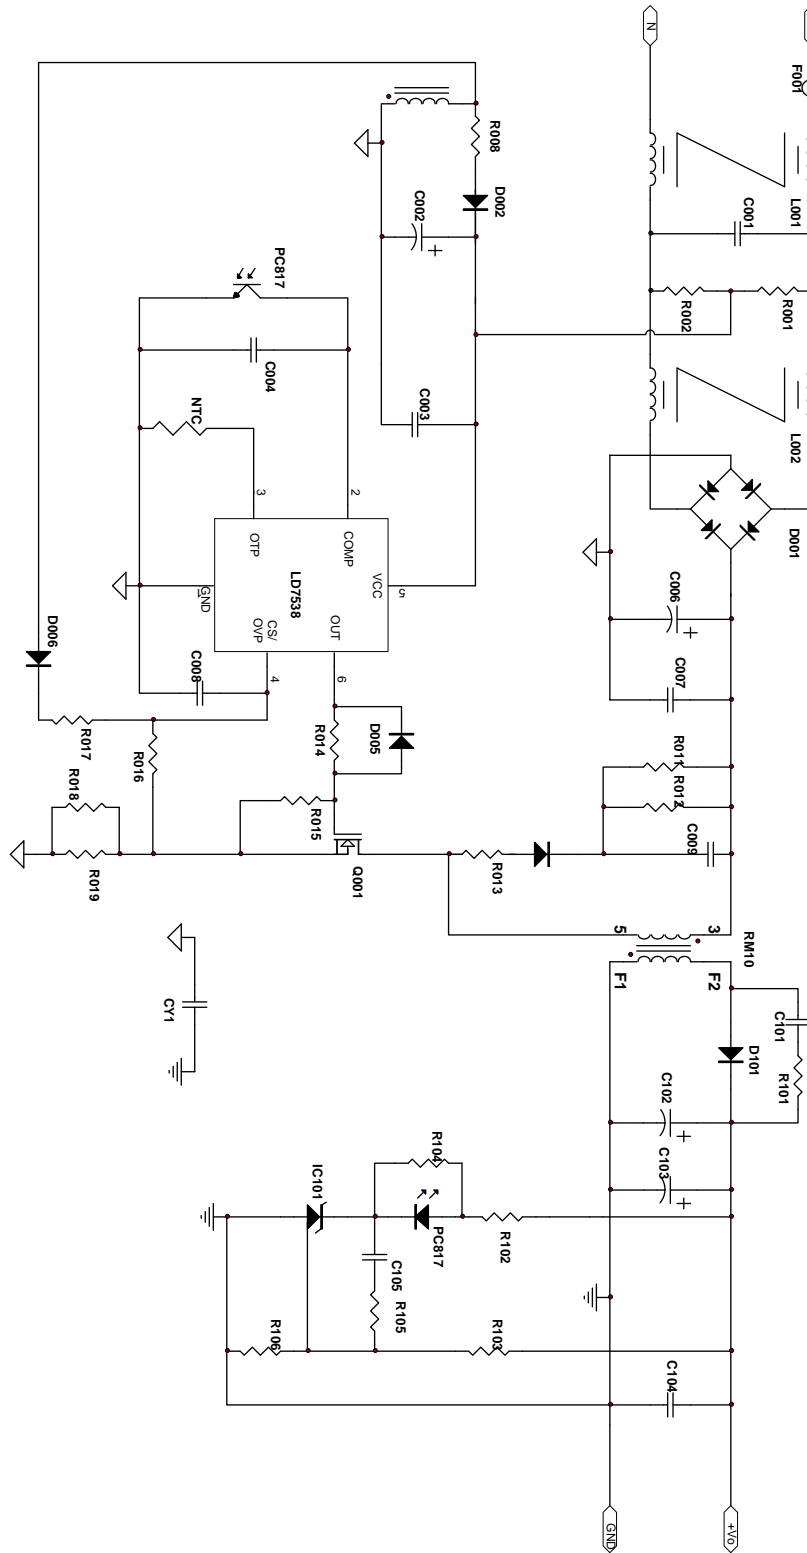 N
F001
L001
C001
R001
R002
L002
D001
R008
D002
C002
C003
PC817
C004
NTC
3
2
OTP
COMP
VCC
5
LD7538
GND
1
CS/
OVP
OUT
4
6
C008
D006
R017
R016
R018
R019
R014
D005
R015
Q001
C006
C007
R011
R012
C009
R013
5
3
RM10
F1
F2
CY1
C101
R101
D101
C102
C103
R104
IC101
PC817
R102
C105
R105
R106
R103
C104
GND
+Vo